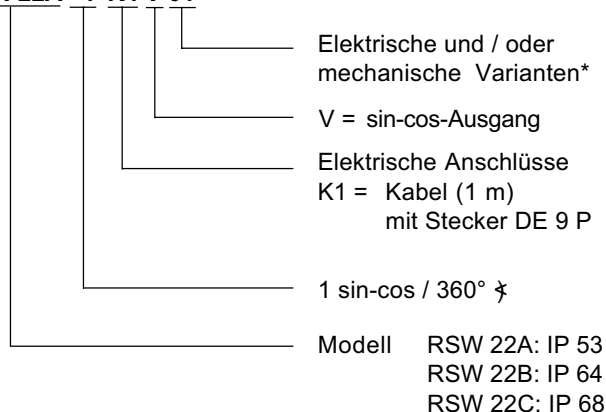 Elektrische und / oder
mechanische Varianten*
V = sin-cos-Ausgang
Elektrische Anschlüsse
K1 = Kabel (1 m)
mit Stecker DE 9 P
1 sin-cos / 360° ∢
Modell RSW 22A: IP 53
RSW 22B: IP 64
RSW 22C: IP 68